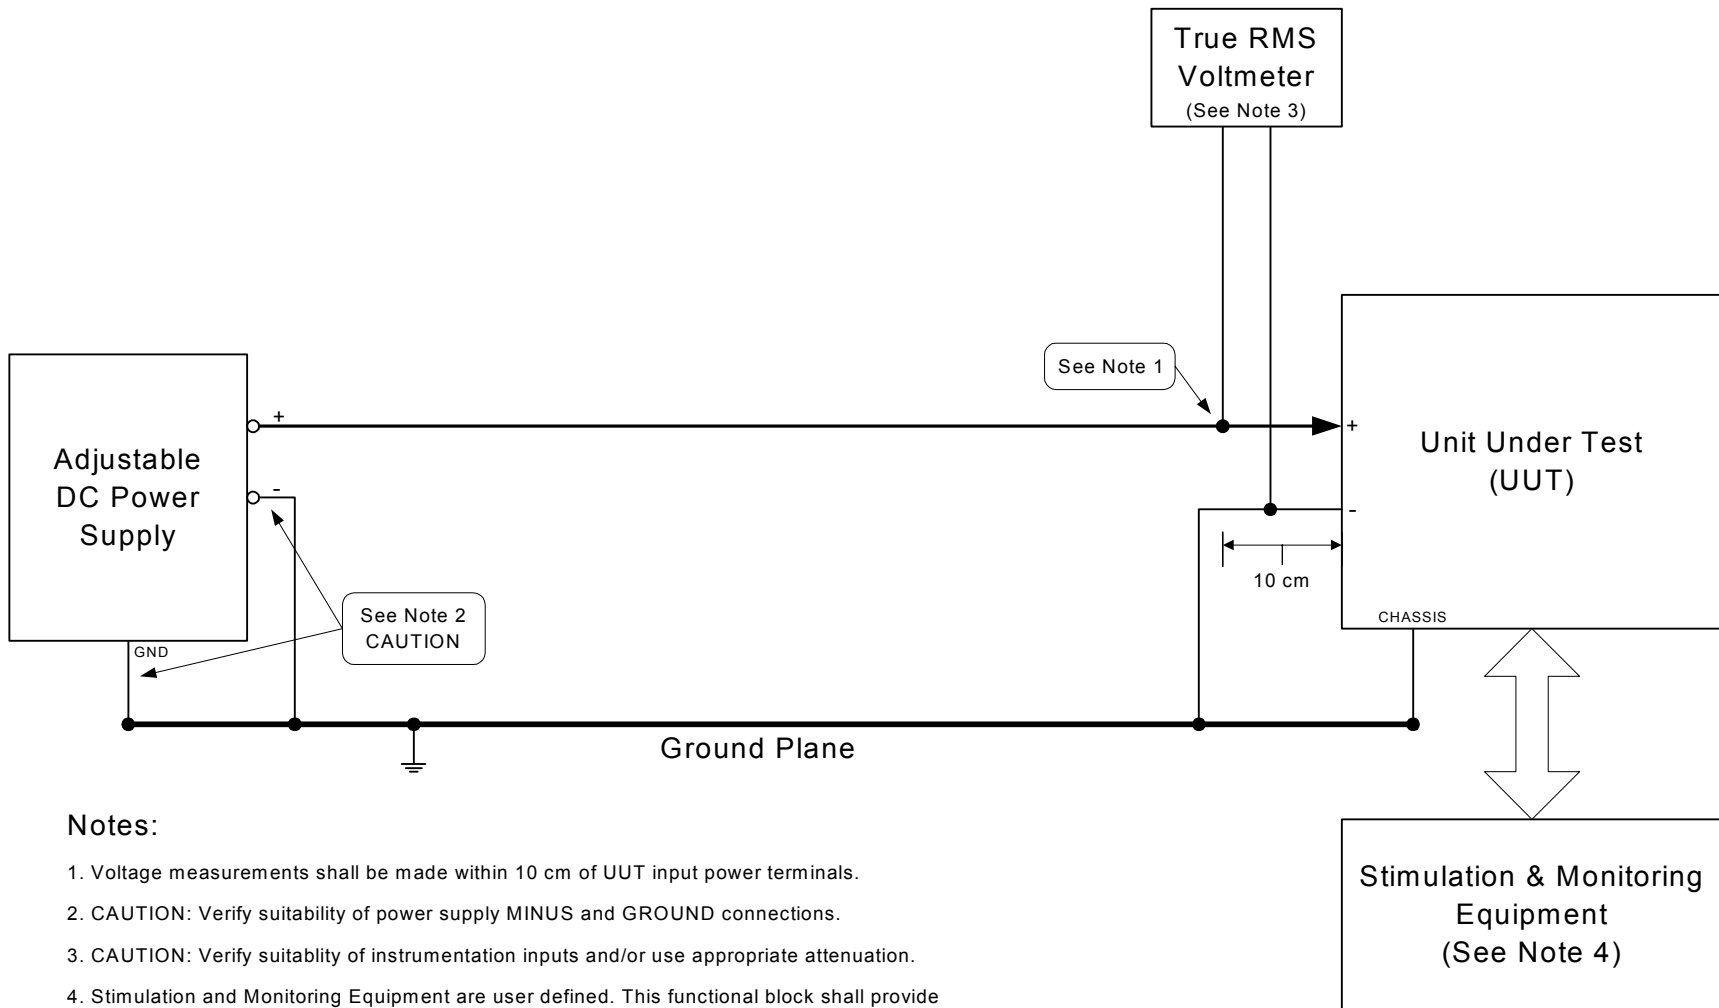 True RMS
Voltmeter
(See Note 3)
See Note 1
+
+
Adjustable
DC Power
Supply
-
Unit Under Test
(UUT)
-
10 cm
See Note 2
CAUTION
GND
CHASSIS
Ground Plane
Notes:
1. Voltage measurements shall be made within 10 cm of UUT input power terminals.
2. CAUTION: Verify suitability of power supply MINUS and GROUND connections.
3. CAUTION: Verify suitablity of instrumentation inputs and/or use appropriate attenuation.
4. Stimulation and Monitoring Equipment are user defined. This functional block shall provide
Stimulation & Monitoring
Equipment
(See Note 4)